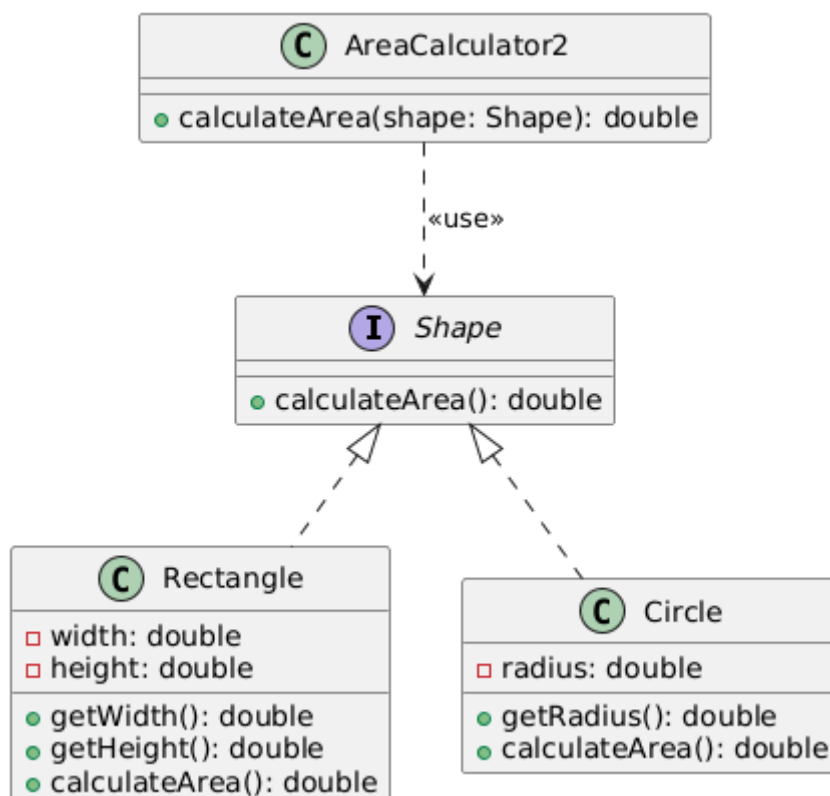 C AreaCalculator2
calculateArea(shape: Shape): double
«use»
I Shape
calculateArea(): double
C Rectangle
width: double
height: double
getWidth(): double
getHeight(): double
calculateArea(): double
C Circle
radius: double
getRadius(): double
calculateArea(): double